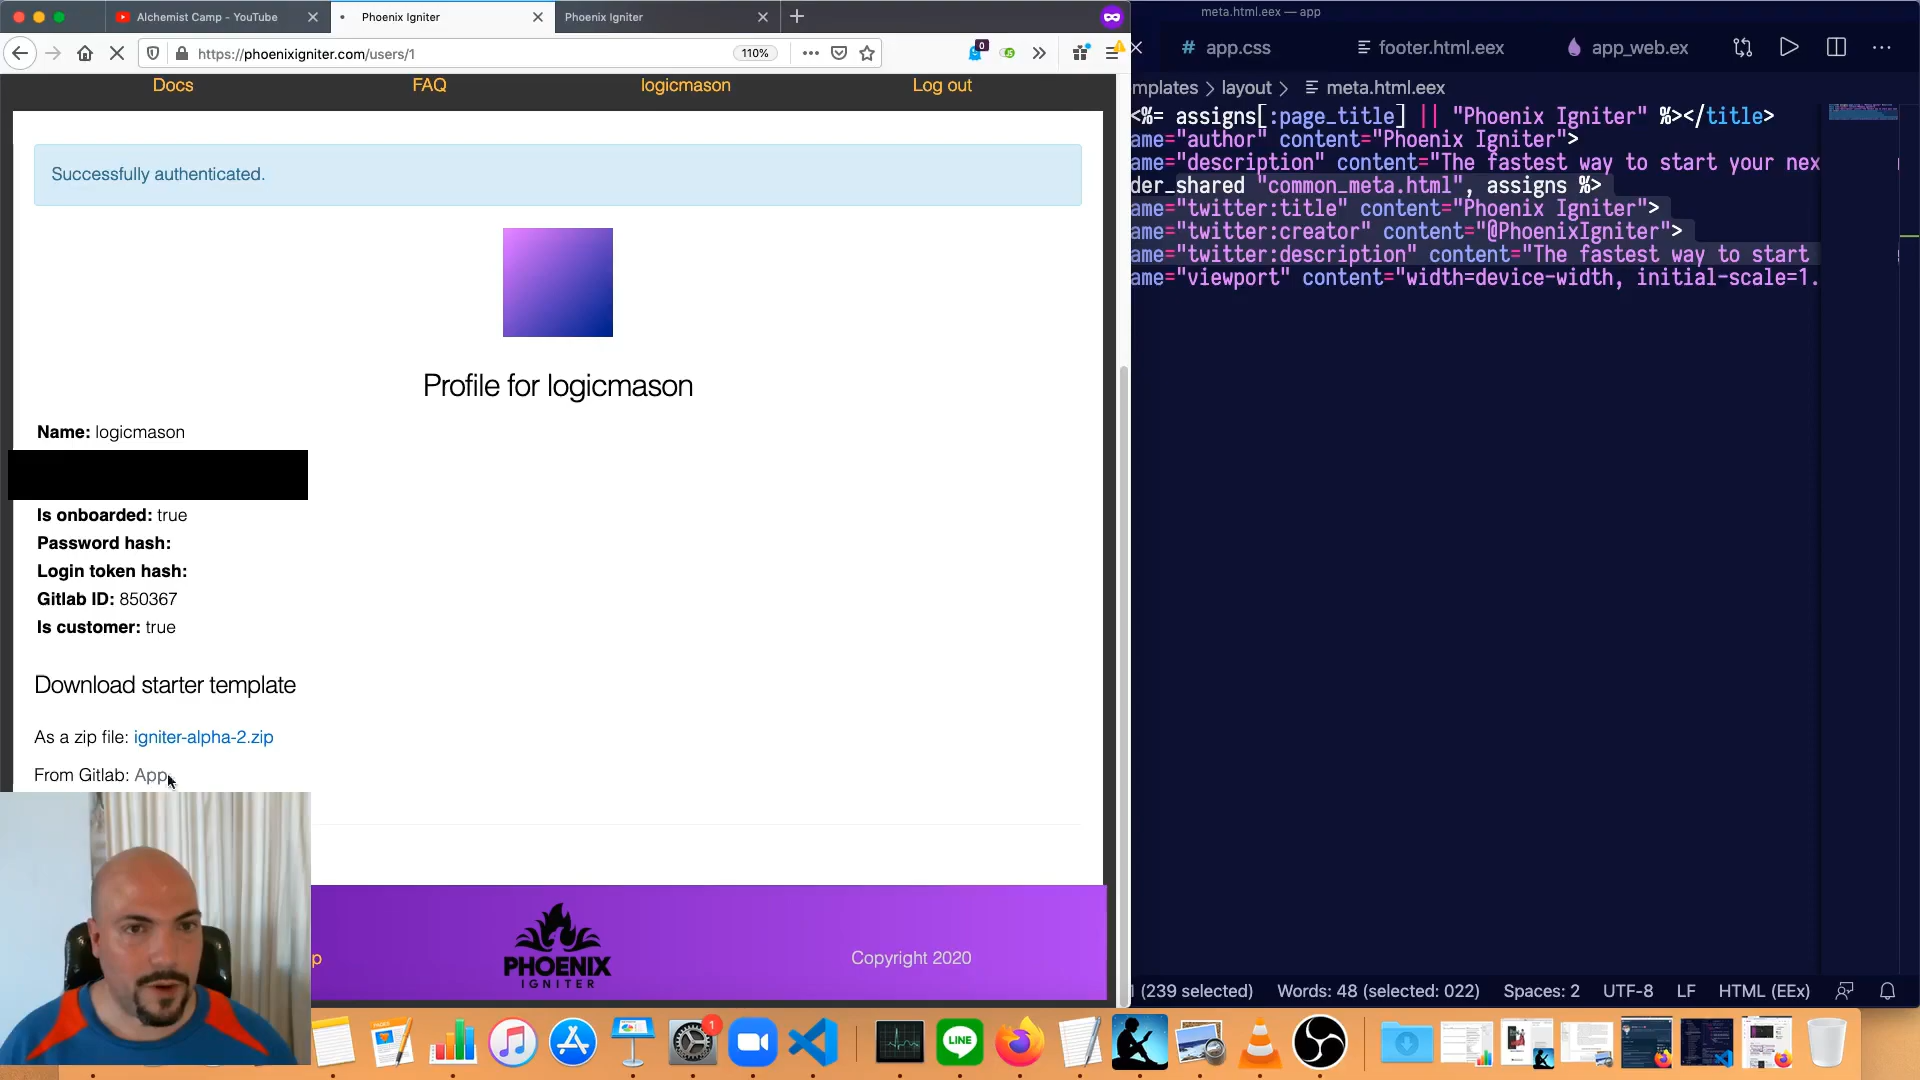 meta.html.eex — app
Alchemist Camp - YouTube
Phoenix Igniter
Phoenix Igniter
# app.css
footer.html.eex
app_web.ex
https://phoenixigniter.com/users/1
110%
0
mplates > layout > meta.html.eex
Docs
FAQ
logicmason
Log out
<%= assigns[:page_title] || "Phoenix Igniter" %></title>
ame="author" content="Phoenix Igniter">
ame="description" content="The fastest way to start your nex
der_shared "common_meta.html", assigns %>
ame="twitter:title" content="Phoenix Igniter">
ame="twitter:creator" content="@PhoenixIgniter">
ame="twitter:description" content="The fastest way to start
ame="viewport" content="width=device-width, initial-scale=1.
Successfully authenticated.
Profile for logicmason
Name: logicmason
Is onboarded: true
Password hash:
Login token hash:
Gitlab ID: 850367
Is customer: true
Download starter template
As a zip file: igniter-alpha-2.zip
From Gitlab: App
p
PHOENIX
IGNITER
Copyright 2020
(239 selected)
Words: 48 (selected: 022)
Spaces: 2
UTF-8
LF
HTML (EEx)
1
LINE